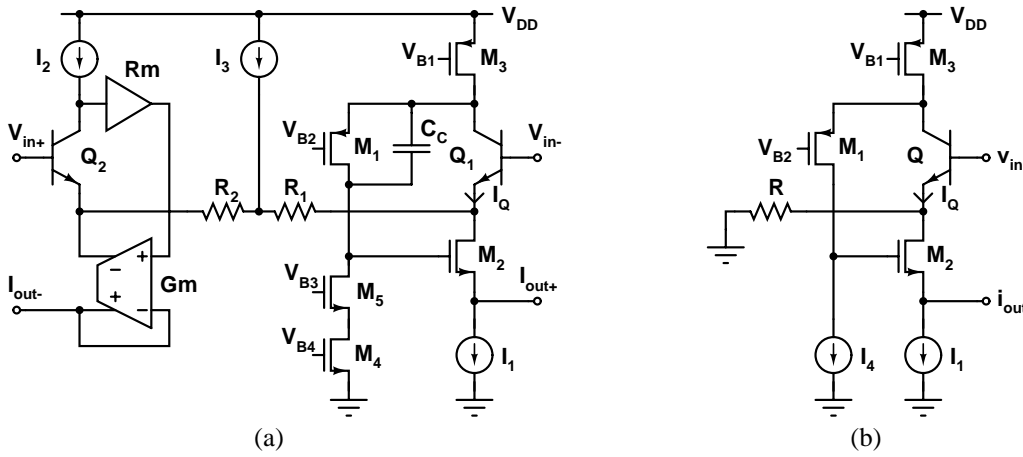 V_DD
I_2
Rm
I_3
V_B1
M_3
V_in+
Q_2
V_B2
M_1
C_C
Q_1
V_in-
R_2
R_1
I_Q
M_2
+
-
+
-
Gm
I_out-
V_B3
M_5
I_out+
V_B4
M_4
I_1
(a)
V_DD
V_B1
M_3
V_B2
M_1
Q
v_in
R
I_Q
M_2
i_out
I_4
I_1
(b)